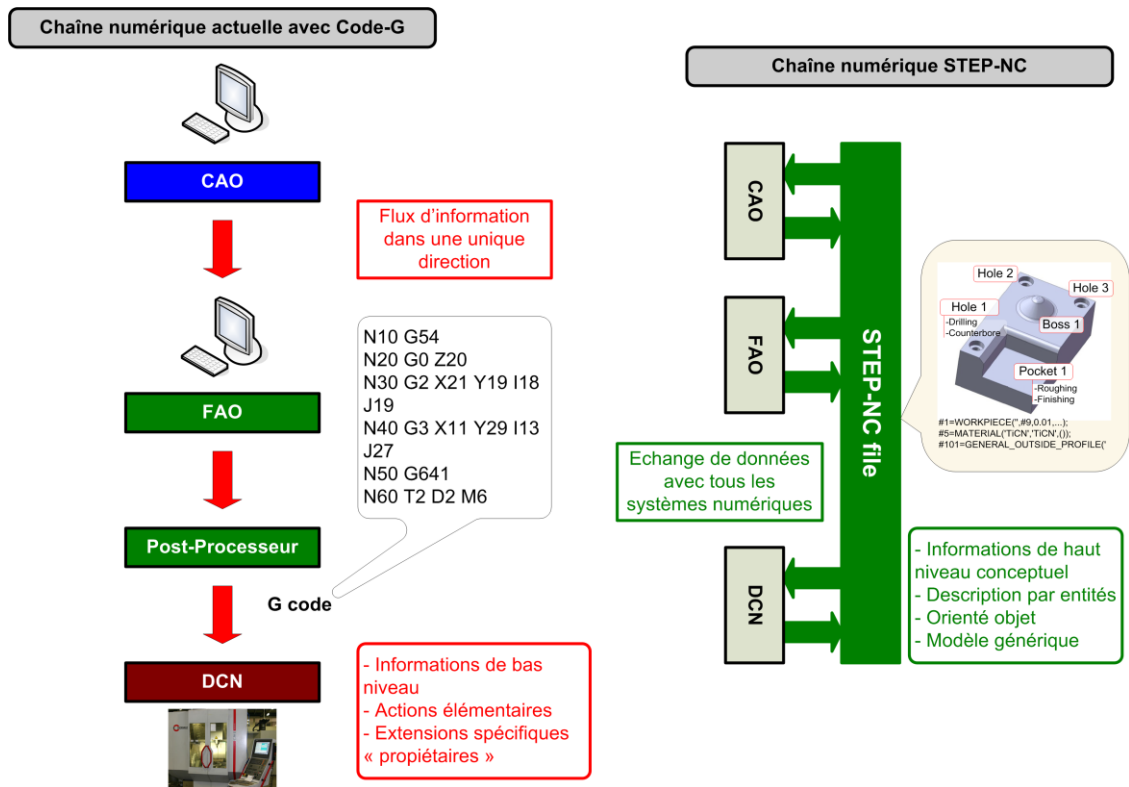 Chaîne numérique actuelle avec Code-G
CAO
Flux d'information
dans une unique
direction
FAO
N10 G54
N20 G0 Z20
N30 G2 X21 Y19 I18
J19
N40 G3 X11 Y29 I13
J27
N50 G641
N60 T2 D2 M6
Post-Processeur
G code
DCN
- Informations de bas
niveau
- Actions élémentaires
- Extensions spécifiques
« propiétaires »
Chaîne numérique STEP-NC
CAO
FAO
DCN
STEP-NC file
Hole 2
Hole 3
Hole 1
-Drilling
-Counterbore
Boss 1
Pocket 1
-Roughing
-Finishing
#1=WORKPIECE('',#9,0.01,...);
#5=MATERIAL('TiCN','TiCN',());
#101=GENERAL_OUTSIDE_PROFILE('
Echange de données
avec tous les
systèmes numériques
- Informations de haut
niveau conceptuel
- Description par entités
- Orienté objet
- Modèle générique